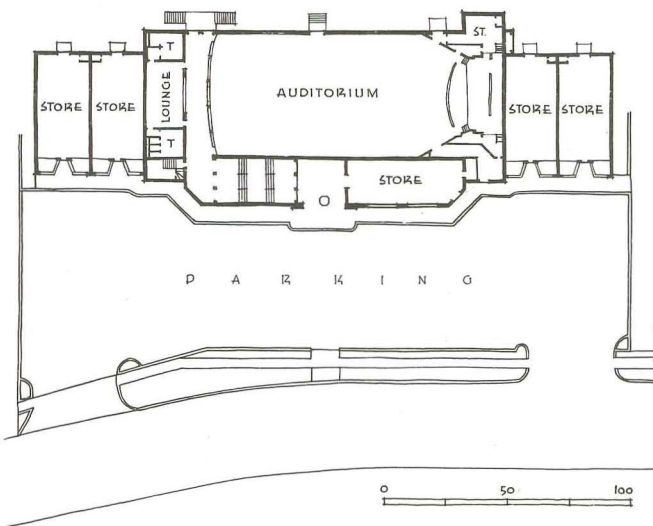 ST.
T
STORE
STORE
LOUNGE
AUDITORIUM
STORE
STORE
T
STORE
O
PARKING
0 50 100